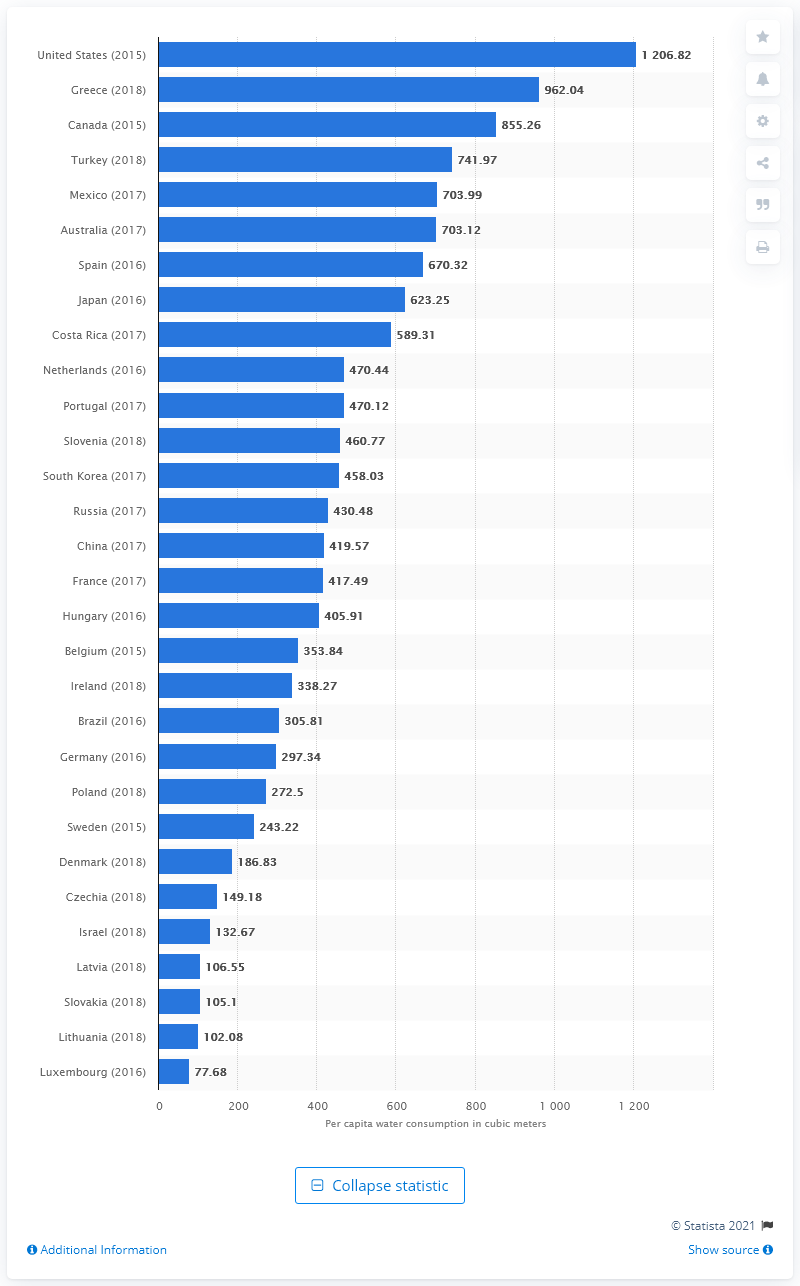 United States (2015) 1 206.82
Greece (2018) 962.04
Canada (2015) 855.26
Turkey (2018) 741.97
Mexico (2017) 703.99
Australia (2017) 703.12
Spain (2016) 670.32
Japan (2016) 623.25
Costa Rica (2017) 589.31
Netherlands (2016) 470.44
Portugal (2017) 470.12
Slovenia (2018) 460.77
South Korea (2017) 458.03
Russia (2017) 430.48
China (2017) 419.57
France (2017) 417.49
Hungary (2016) 405.91
Belgium (2015) 353.84
Ireland (2018) 338.27
Brazil (2016) 305.81
Germany (2016) 297.34
Poland (2018) 272.5
Sweden (2015) 243.22
Denmark (2018) 186.83
Czechia (2018) 149.18
Israel (2018) 132.67
Latvia (2018) 106.55
Slovakia (2018) 105.1
Lithuania (2018) 102.08
Luxembourg (2016) 77.68
0 200 400 600 800 1 000 1 200
Per capita water consumption in cubic meters
Collapse statistic
© Statista 2021
Additional Information Show source